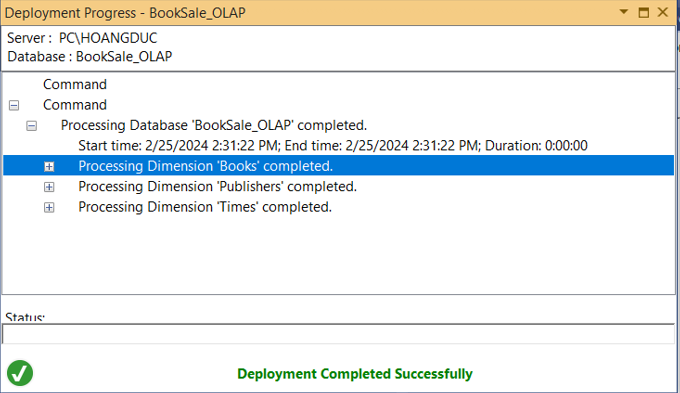 Deployment Progress - BookSale_OLAP
Server : PC\HOANGDUC
Database : BookSale_OLAP
Command
Command
Processing Database 'BookSale_OLAP' completed.
Start time: 2/25/2024 2:31:22 PM; End time: 2/25/2024 2:31:22 PM; Duration: 0:00:00
Processing Dimension 'Books' completed.
Processing Dimension 'Publishers' completed.
Processing Dimension 'Times' completed.
Status:
Deployment Completed Successfully